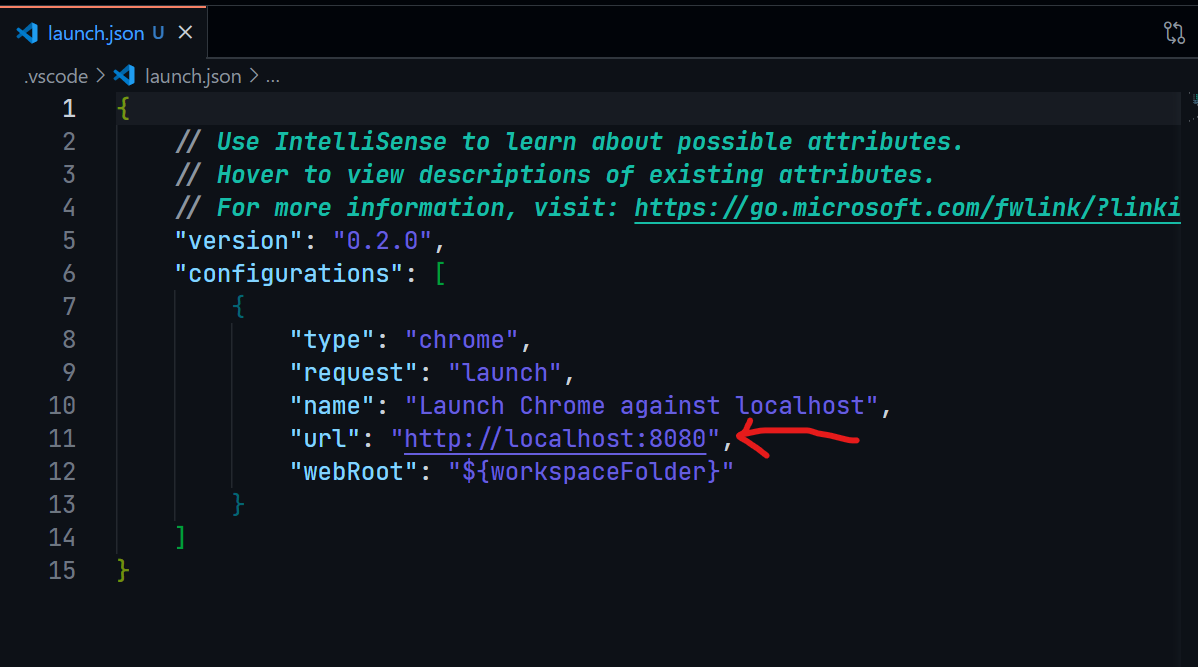 launch.json U
.vscode > launch.json > ...
1 {
2 // Use IntelliSense to learn about possible attributes.
3 // Hover to view descriptions of existing attributes.
4 // For more information, visit: https://go.microsoft.com/fwlink/?linki
5 "version": "0.2.0",
6 "configurations": [
7 {
8 "type": "chrome",
9 "request": "launch",
10 "name": "Launch Chrome against localhost",
11 "url": "http://localhost:8080",
12 "webRoot": "${workspaceFolder}"
13 }
14 ]
15 }